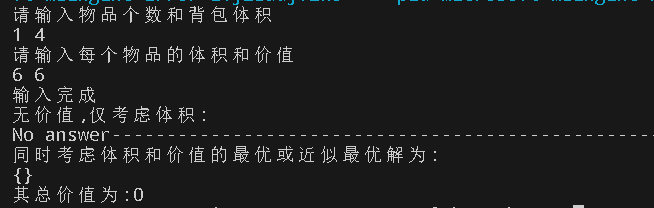 请输入物品个数和背包体积
1 4
请输入每个物品的体积和价值
6 6
输入完成
无价值,仅考虑体积:
No answer-------------------------------------------------------
同时考虑体积和价值的最优或近似最优解为:
{}
其总价值为:0